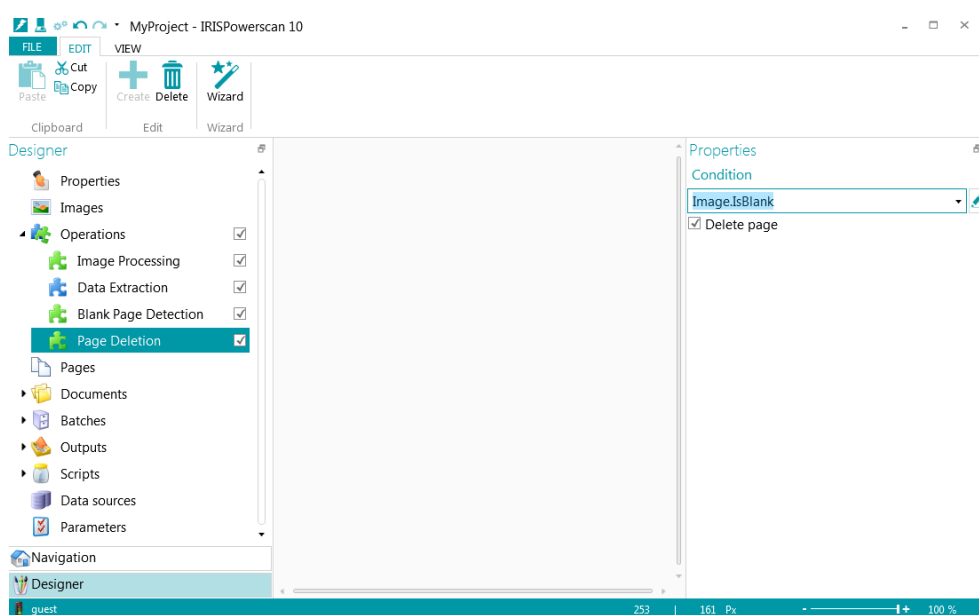 MyProject - IRISPowerscan 10
FILE EDIT VIEW
Paste Cut Copy Create Delete Wizard
Clipboard Edit Wizard
Designer
Properties
Images
Operations
Image Processing
Data Extraction
Blank Page Detection
Page Deletion
Pages
Documents
Batches
Outputs
Scripts
Data sources
Parameters
Navigation
Designer
Properties
Condition
Image.IsBlank
Delete page
guest 253 | 161 Px - + 100 %